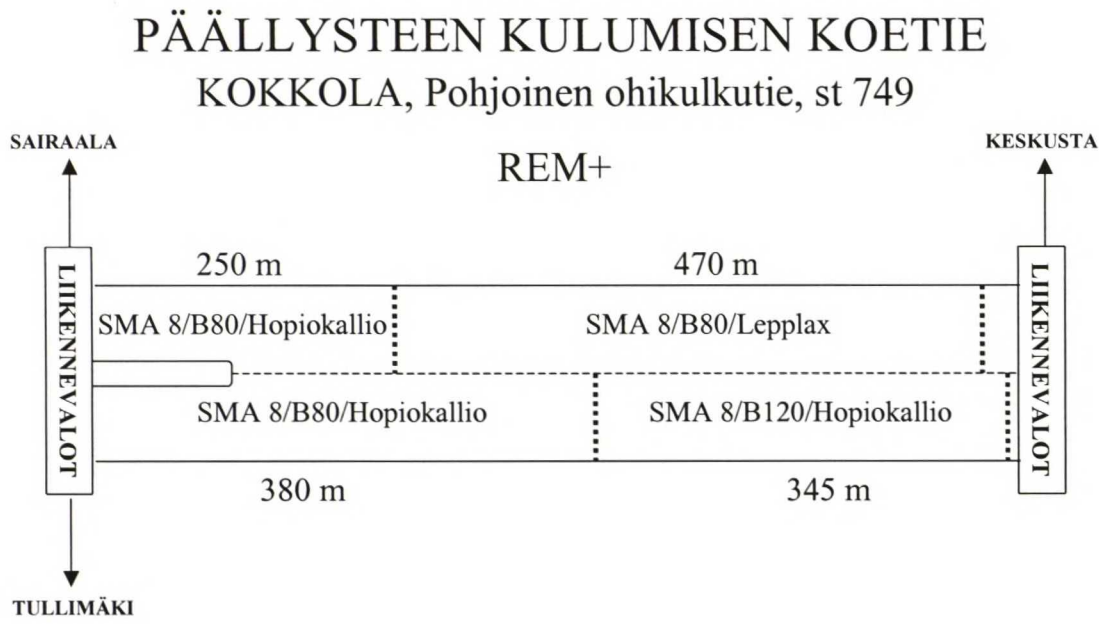 PÄÄLLYSTEEN KULUMISEN KOETIE
KOKKOLA, Pohjoinen ohikulkutie, st 749
SAIRAALA
KESKUSTA
REM+
250 m
470 m
LIIKENNEVALOT
LIIKENNEVALOT
SMA 8/B80/Hopiokallio
SMA 8/B80/Lepplax
SMA 8/B80/Hopiokallio
SMA 8/B120/Hopiokallio
380 m
345 m
TULLIMÄKI